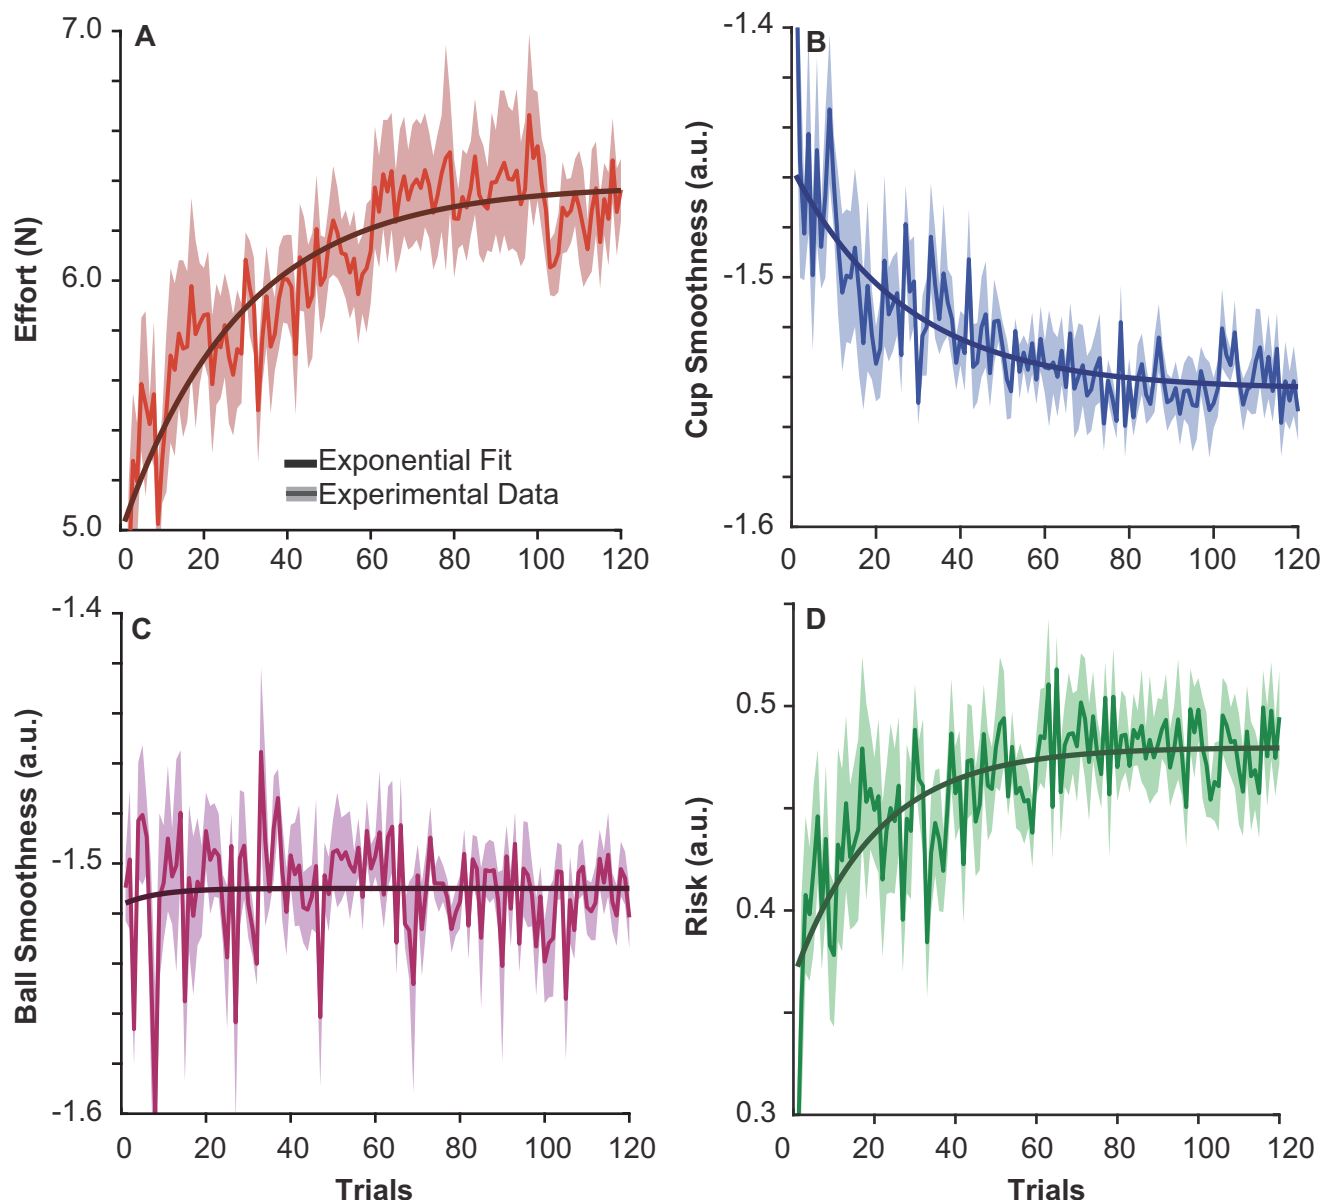 A
7.0
6.0
5.0
Effort (N)
Exponential Fit
Experimental Data
0 20 40 60 80 100 120
B
-1.4
-1.5
-1.6
Cup Smoothness (a.u.)
0 20 40 60 80 100 120
C
-1.4
-1.5
-1.6
Ball Smoothness (a.u.)
0 20 40 60 80 100 120
Trials
D
0.5
0.4
0.3
Risk (a.u.)
0 20 40 60 80 100 120
Trials